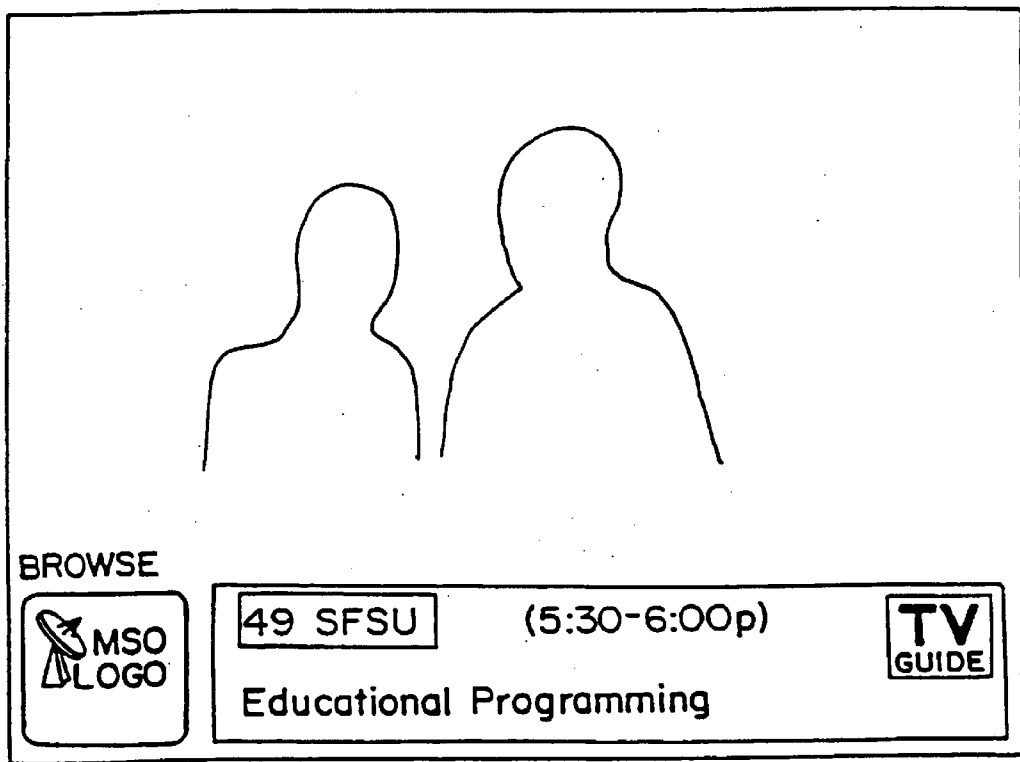 BROWSE
MSO
LOGO
49 SFSU (5:30-6:00p)
Educational Programming
TV
GUIDE